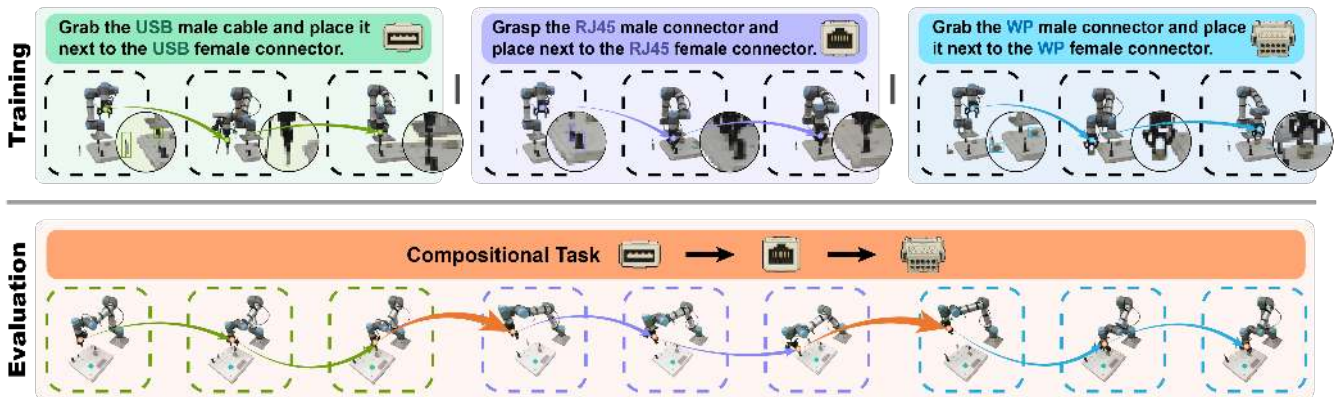 Training
Grab the USB male cable and place it
next to the USB female connector.
Grasp the RJ45 male connector and
place next to the RJ45 female connector.
Grab the WP male connector and place
it next to the WP female connector.
Evaluation
Compositional Task